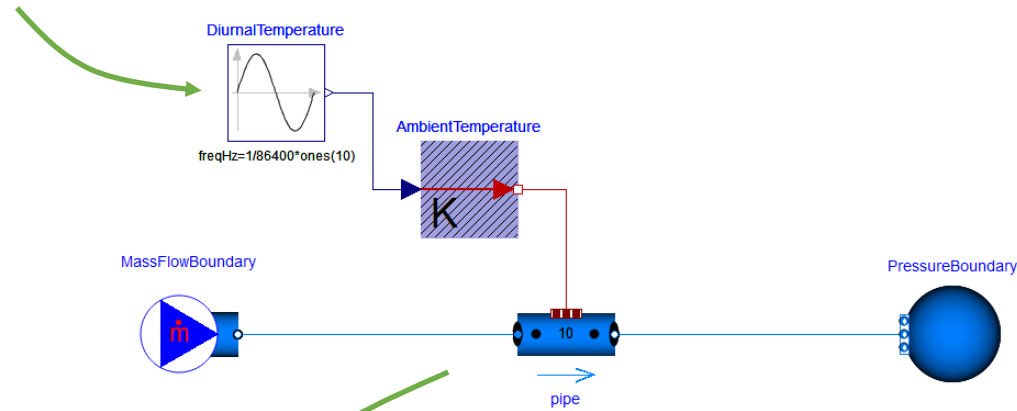 DiurnalTemperature
freqHz=1/86400*ones(10)
AmbientTemperature
K
MassFlowBoundary
ṁ
PressureBoundary
10
pipe